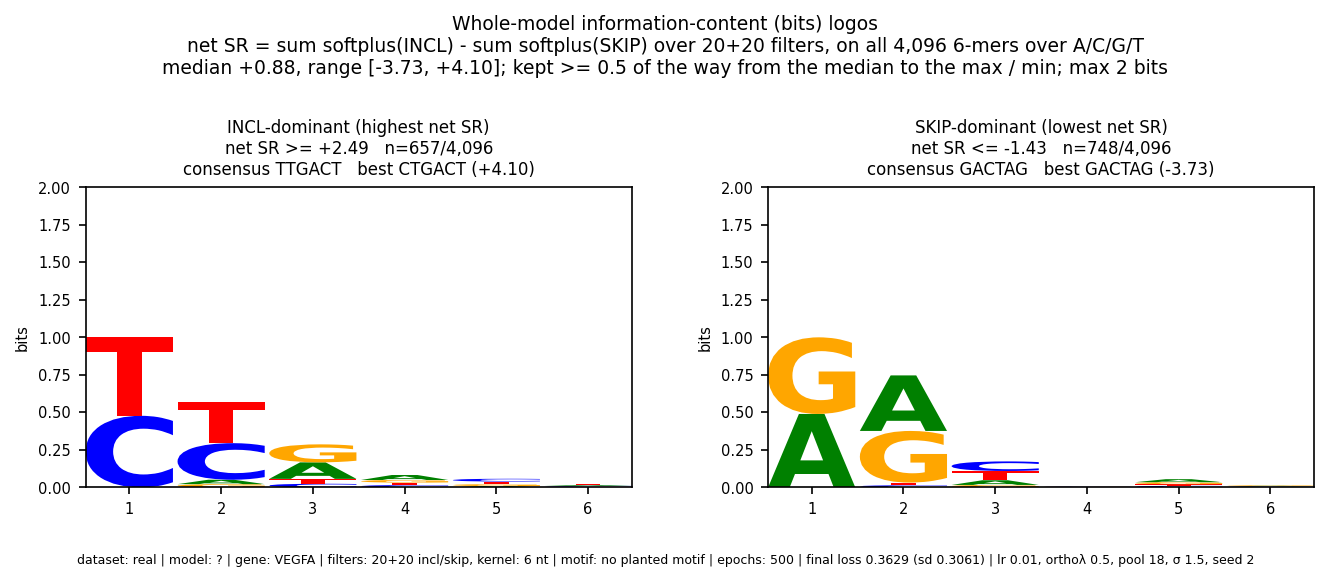 Whole-model information-content (bits) logos
net SR = sum softplus(INCL) - sum softplus(SKIP) over 20+20 filters, on all 4,096 6-mers over A/C/G/T
median +0.88, range [-3.73, +4.10]; kept >= 0.5 of the way from the median to the max / min; max 2 bits
INCL-dominant (highest net SR)
net SR >= +2.49   n=657/4,096
consensus TTGACT   best CTGACT (+4.10)
2.00
1.75
1.50
1.25
1.00
0.75
0.50
0.25
0.00
bits
T
C
T
C
G
A
1 2 3 4 5 6
SKIP-dominant (lowest net SR)
net SR <= -1.43   n=748/4,096
consensus GACTAG   best GACTAG (-3.73)
2.00
1.75
1.50
1.25
1.00
0.75
0.50
0.25
0.00
bits
G
A
A
G
C
T
A
1 2 3 4 5 6
dataset: real | model: ? | gene: VEGFA | filters: 20+20 incl/skip, kernel: 6 nt | motif: no planted motif | epochs: 500 | final loss 0.3629 (sd 0.3061) | lr 0.01, orthoλ 0.5, pool 18, σ 1.5, seed 2